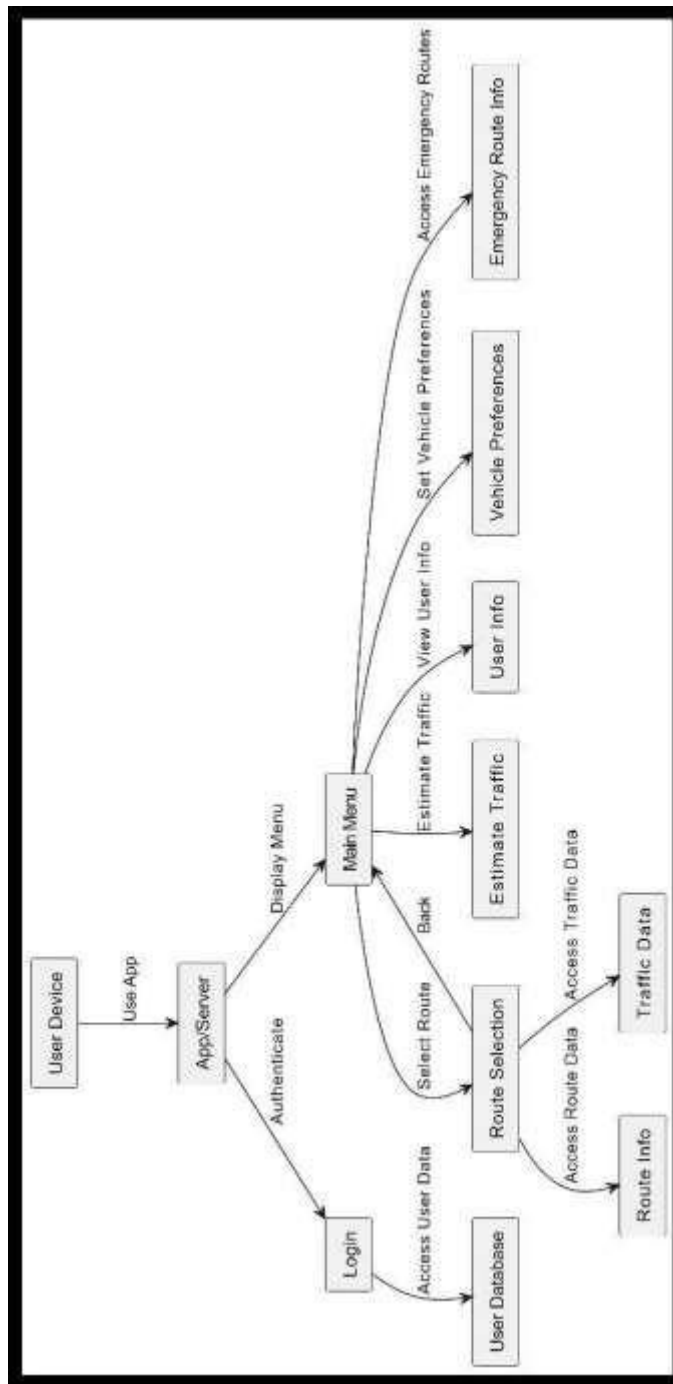 User Device
Use App
App/Server
Authenticate
Display Menu
Login
Main Menu
Access User Data
Select Route
Back
Estimate Traffic
View User Info
Set Vehicle Preferences
Access Emergency Routes
User Database
Route Selection
Estimate Traffic
User Info
Vehicle Preferences
Emergency Route Info
Access Route Data
Access Traffic Data
Route Info
Traffic Data